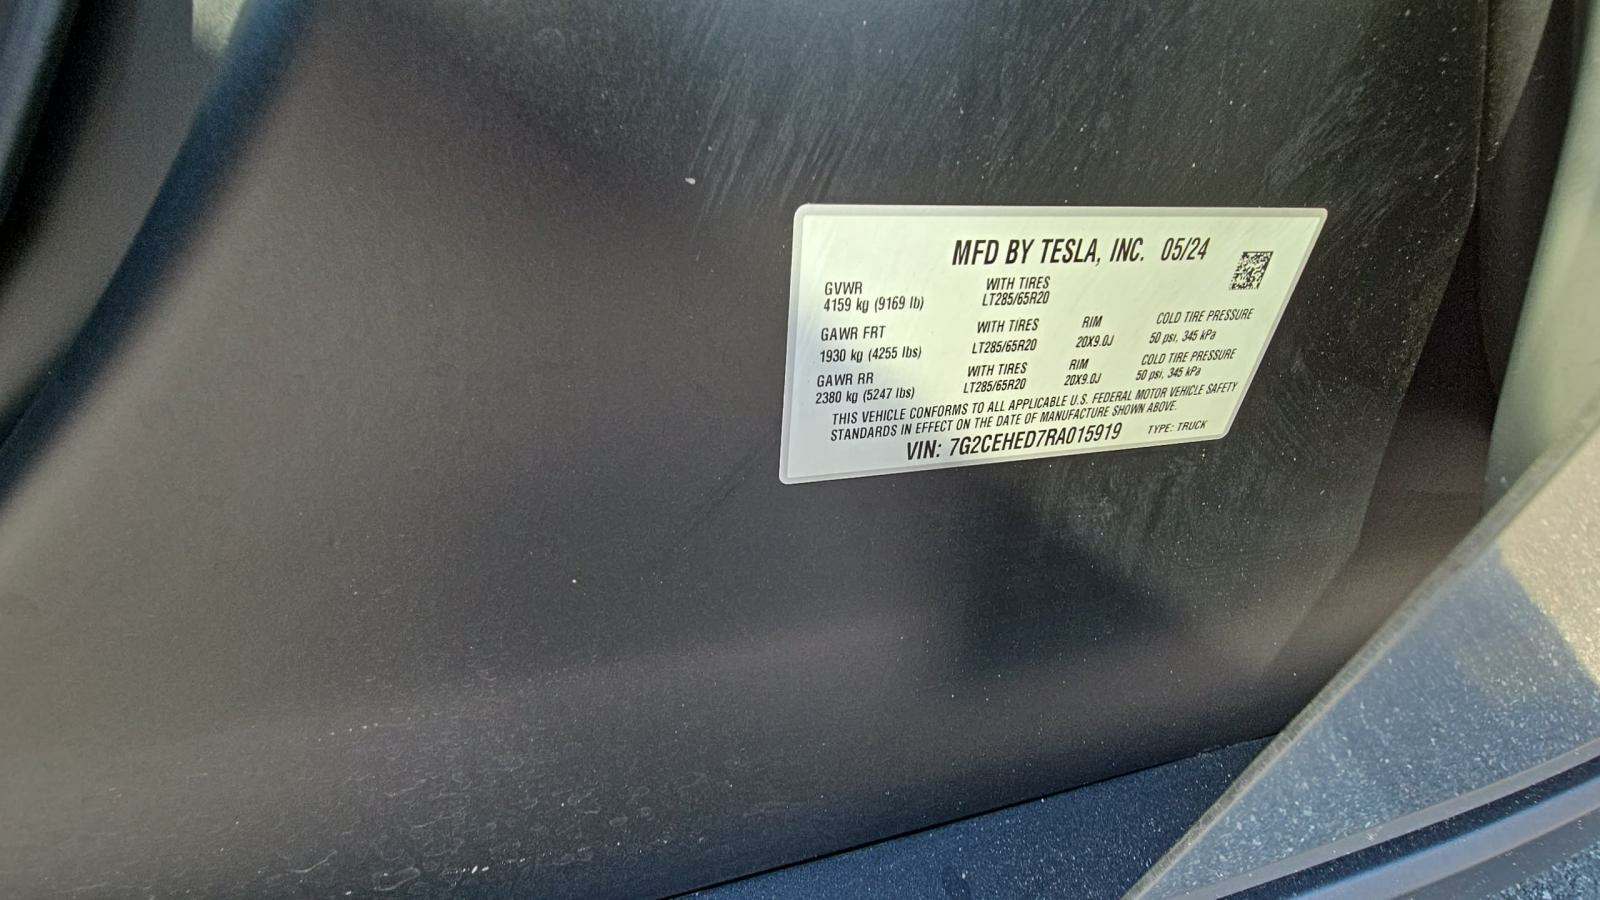 MFD BY TESLA, INC. 05/24
GVWR WITH TIRES
4159 kg (9169 lb) LT285/65R20
GAWR FRT WITH TIRES RIM COLD TIRE PRESSURE
1930 kg (4255 lbs) LT285/65R20 20X9.0J 50 psi, 345 kPa
GAWR RR WITH TIRES RIM COLD TIRE PRESSURE
2380 kg (5247 lbs) LT285/65R20 20X9.0J 50 psi, 345 kPa
THIS VEHICLE CONFORMS TO ALL APPLICABLE U.S. FEDERAL MOTOR VEHICLE SAFETY
STANDARDS IN EFFECT ON THE DATE OF MANUFACTURE SHOWN ABOVE.
VIN: 7G2CEHED7RA015919 TYPE: TRUCK